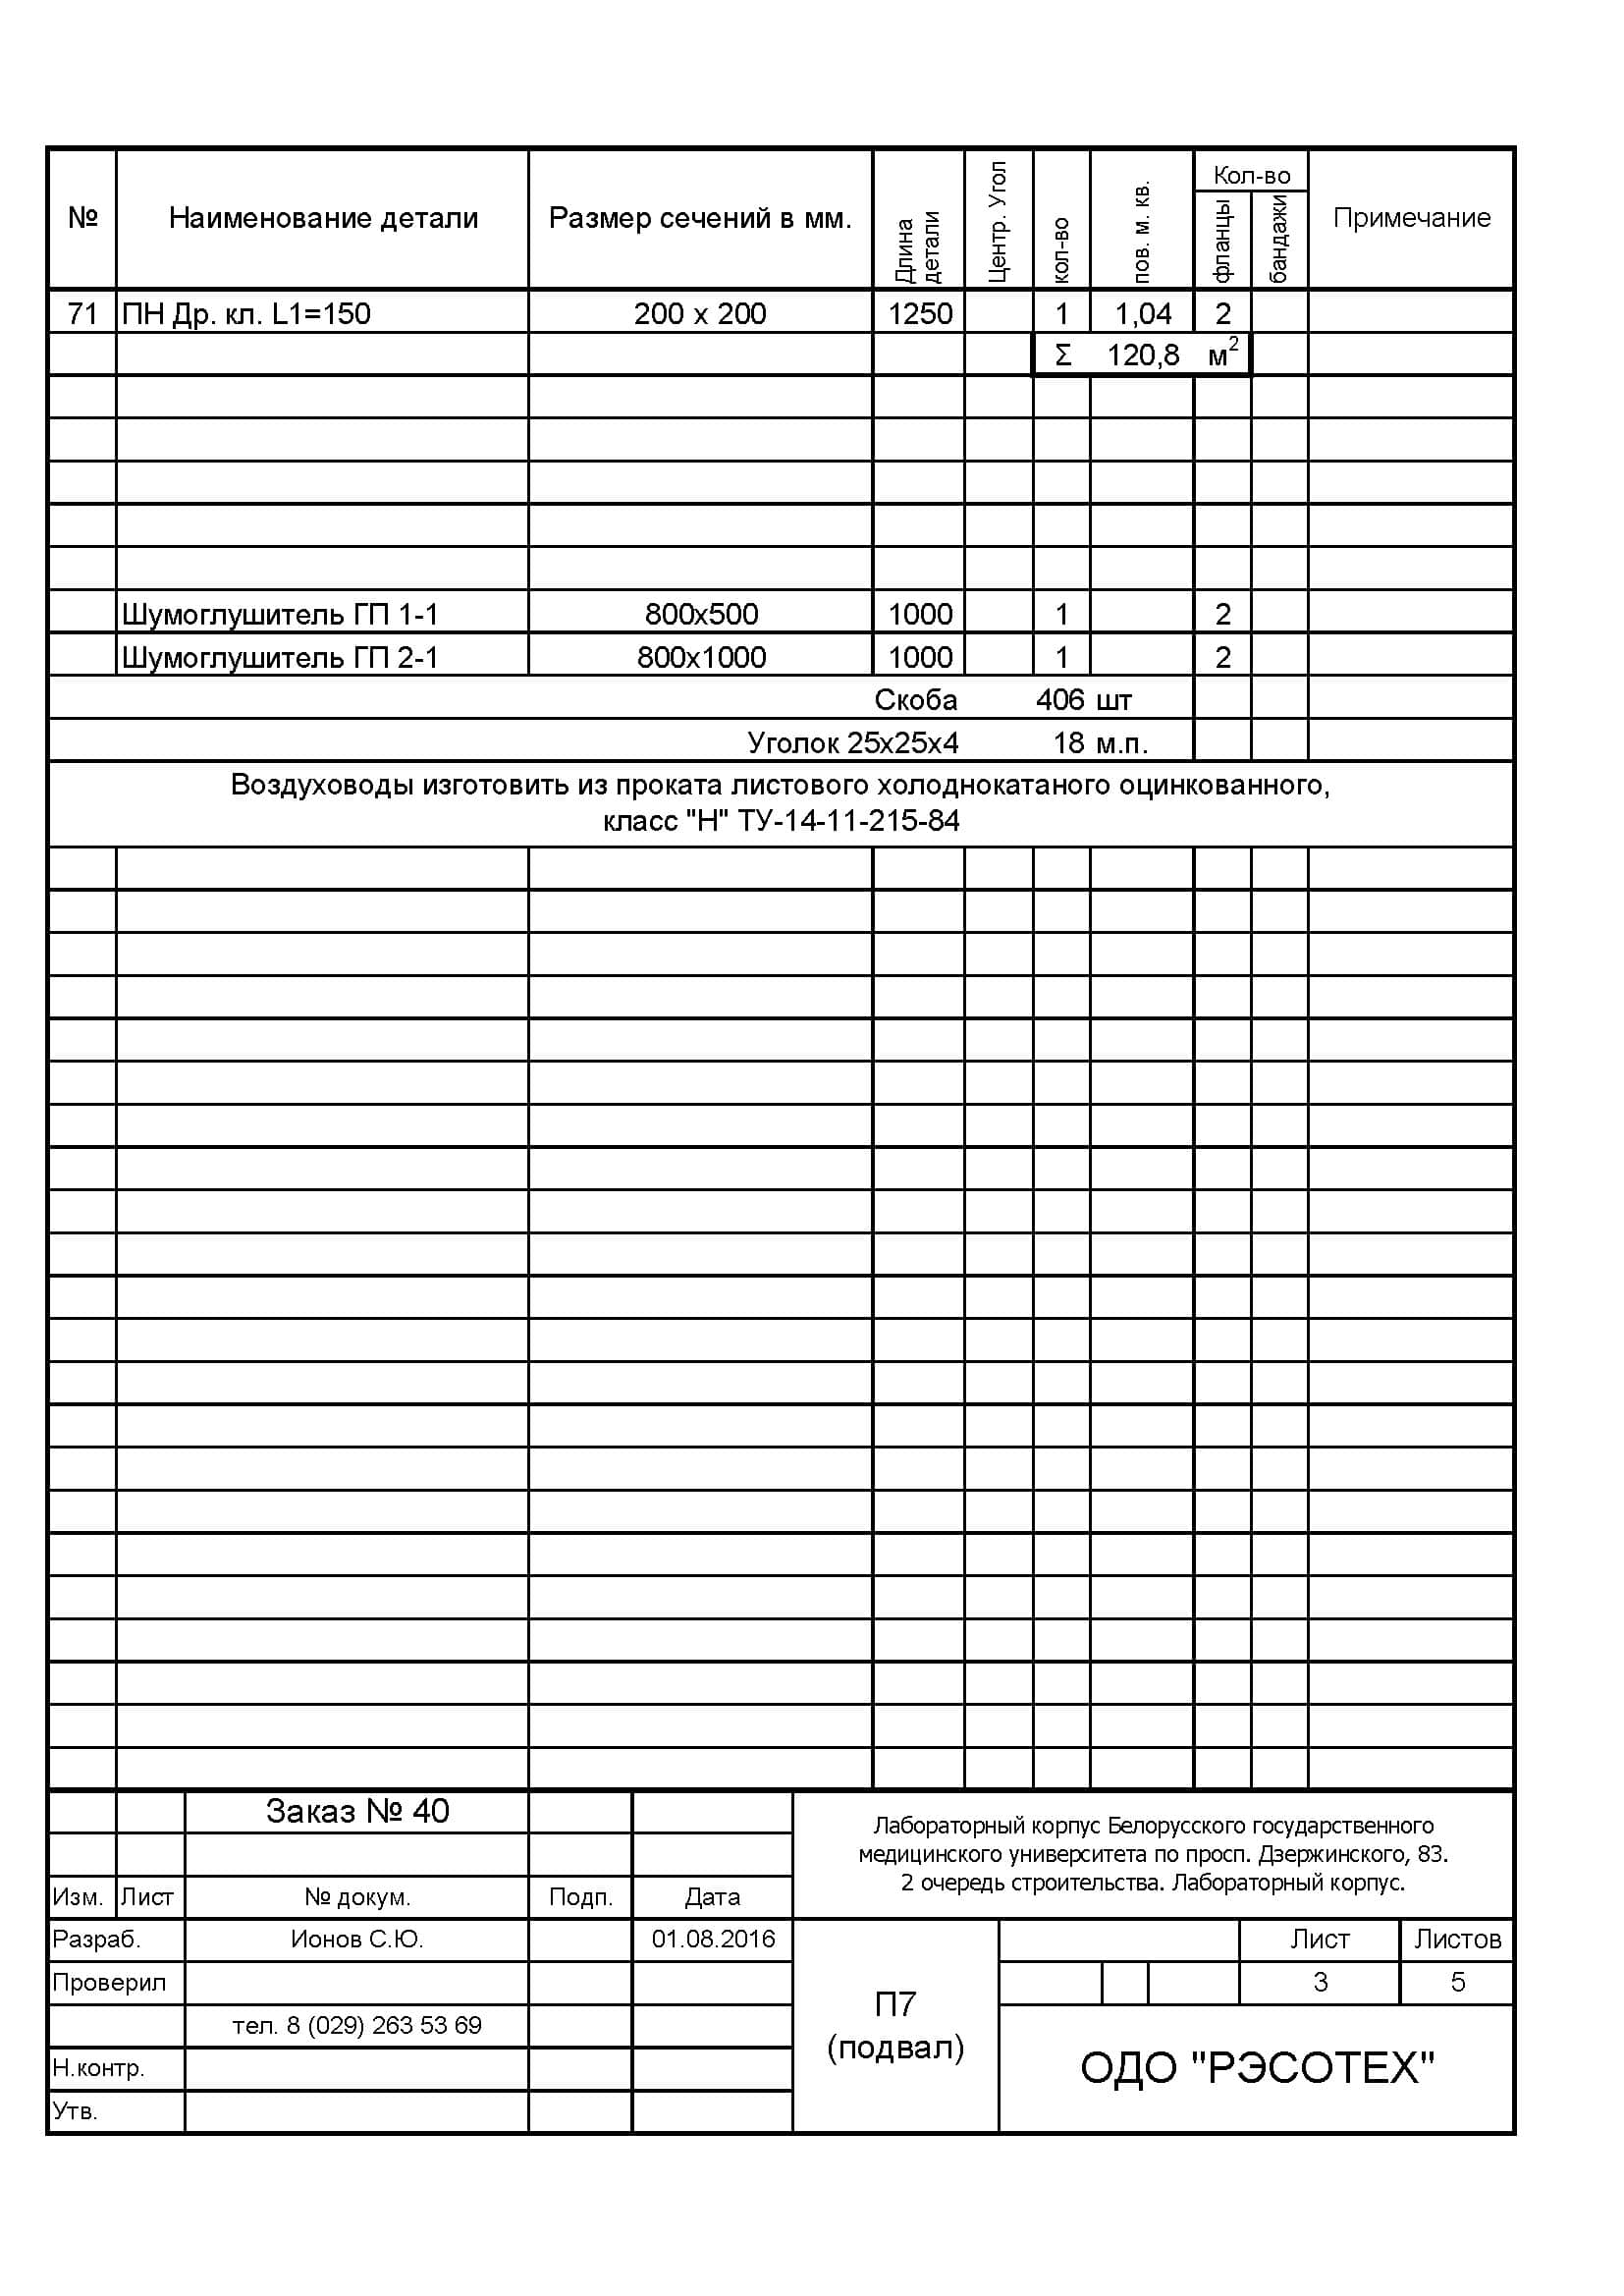 № Наименование детали Размер сечений в мм. Длина детали Центр. Угол кол-во пов. м. кв. Кол-во фланцы бандажи Примечание
71 ПН Др. кл. L1=150 200 x 200 1250 1 1,04 2
Σ 120,8 м²
Шумоглушитель ГП 1-1 800x500 1000 1 2
Шумоглушитель ГП 2-1 800x1000 1000 1 2
Скоба 406 шт
Уголок 25x25x4 18 м.п.
Воздуховоды изготовить из проката листового холоднокатаного оцинкованного,
класс "Н" ТУ-14-11-215-84
Заказ № 40
Лабораторный корпус Белорусского государственного
медицинского университета по просп. Дзержинского, 83.
2 очередь строительства. Лабораторный корпус.
Изм. Лист № докум. Подп. Дата
Разраб. Ионов С.Ю. 01.08.2016 Лист Листов
Проверил 3 5
П7
(подвал)
тел. 8 (029) 263 53 69
ОДО "РЭСОТЕХ"
Н.контр.
Утв.